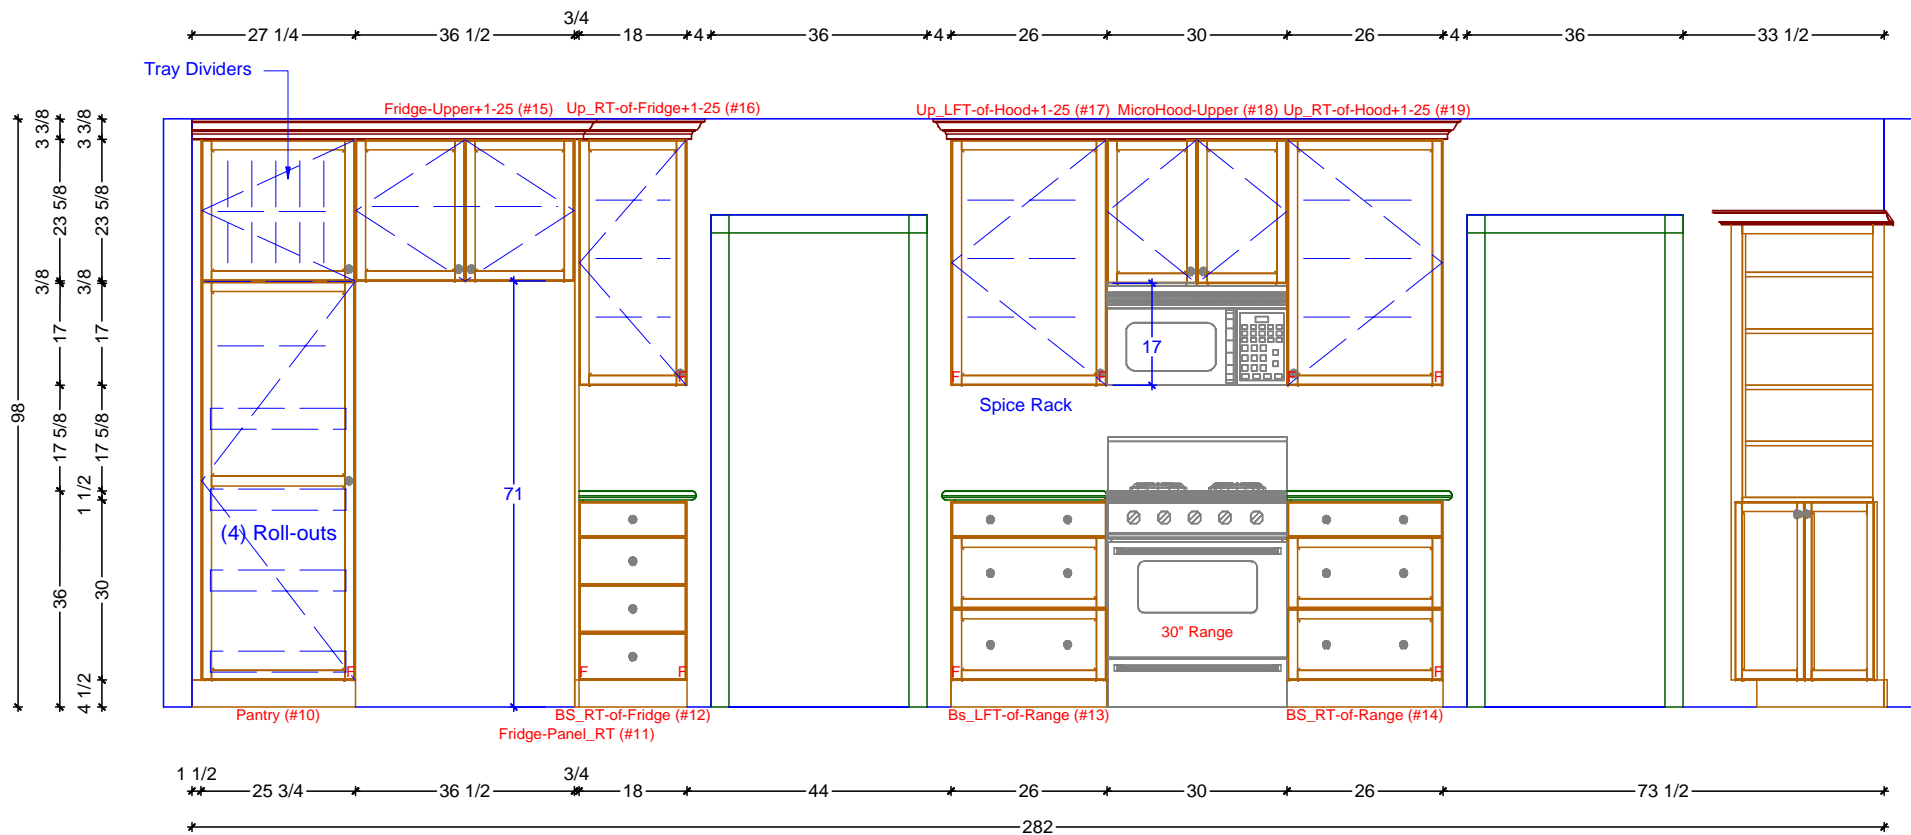 3/4
27 1/4 36 1/2 18 4 36 4 26 30 26 4 36 33 1/2
Tray Dividers
Fridge-Upper+1-25 (#15) Up_RT-of-Fridge+1-25 (#16) Up_LFT-of-Hood+1-25 (#17) MicroHood-Upper (#18) Up_RT-of-Hood+1-25 (#19)
3 3/8 3 3/8
23 5/8 23 5/8
3/8 3/8
17 17
17
F F F F F
Spice Rack
98
17 5/8 17 5/8
71
1 1/2
(4) Roll-outs
36 30
30" Range
F F F F F
4 1/2
Pantry (#10) BS_RT-of-Fridge (#12) Bs_LFT-of-Range (#13) BS_RT-of-Range (#14)
Fridge-Panel_RT (#11)
1 1/2 3/4
25 3/4 36 1/2 18 44 26 30 26 73 1/2
282